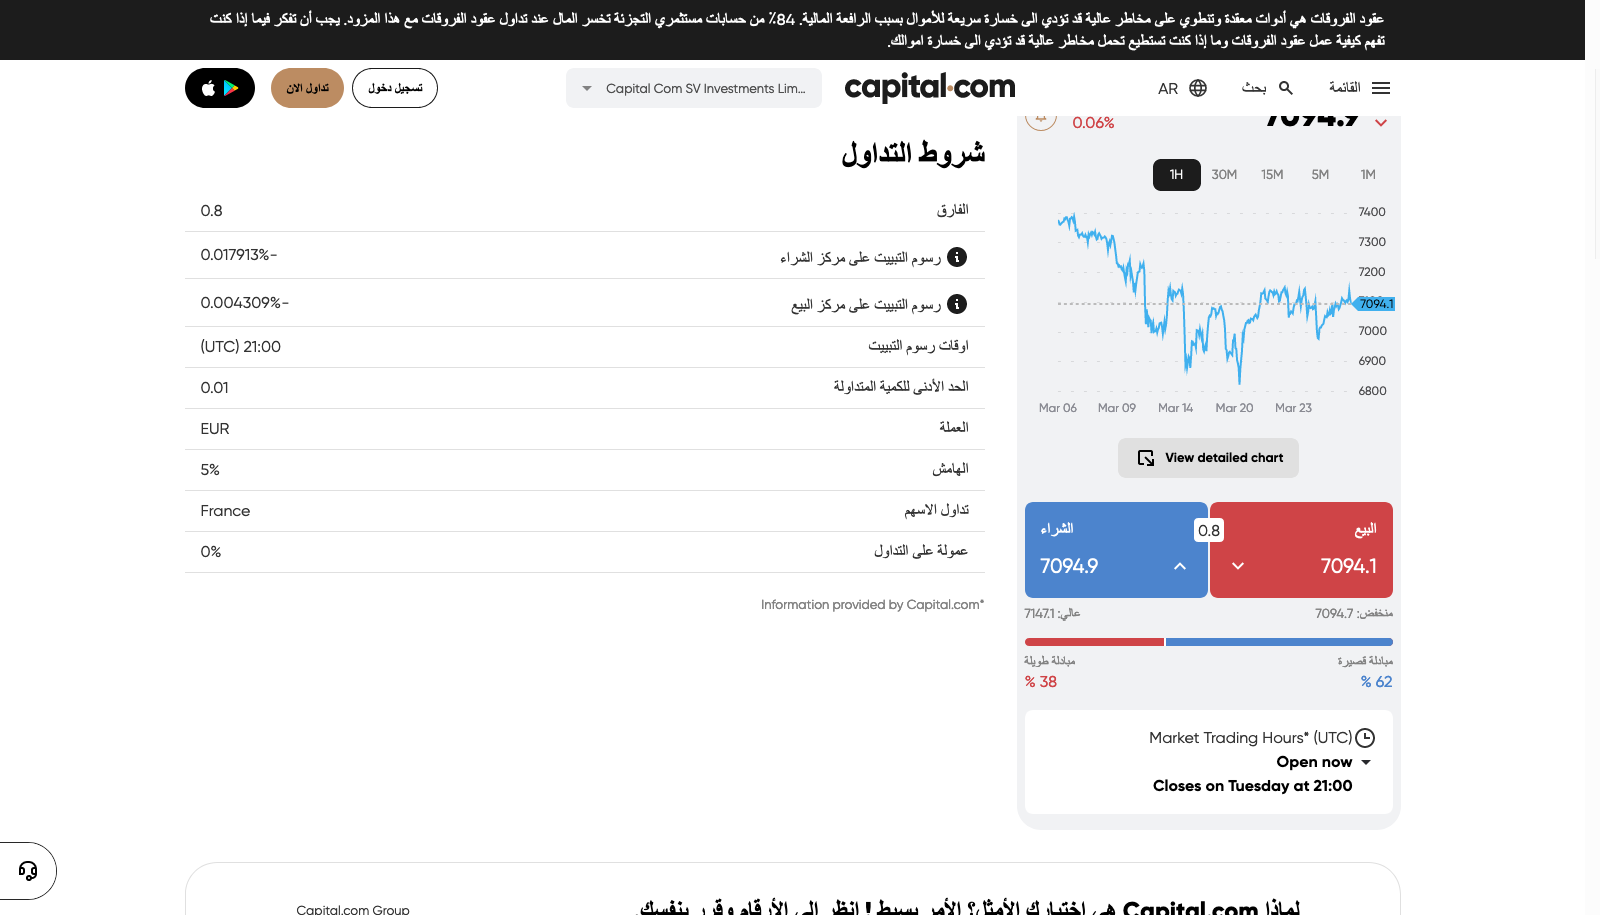 عقود الفروقات هي أدوات معقدة وتنطوي على مخاطر عالية قد تؤدي الى خسارة سريعة للأموال بسبب الرافعة المالية. 84٪ من حسابات مستثمري التجزئة تخسر المال عند تداول عقود الفروقات مع هذا المزود. يجب أن تفكر فيما إذا كنت
تفهم كيفية عمل عقود الفروقات وما إذا كنت تستطيع تحمل مخاطر عالية قد تؤدي الى خسارة اموالك.
القائمة
بحث
AR
capital.com
Capital Com SV Investments Lim...
تسجيل دخول
تداول الان
7094.9
0.06%
1H 30M 15M 5M 1M
7400
7300
7200
7094.1
7000
6900
6800
Mar 06 Mar 09 Mar 14 Mar 20 Mar 23
View detailed chart
البيع
7094.1
0.8
الشراء
7094.9
منخفض: 7094.7
عالي: 7147.1
مبادلة قصيرة
مبادلة طويلة
% 62
% 38
Market Trading Hours* (UTC)
Open now
Closes on Tuesday at 21:00
شروط التداول
الفارق 0.8
رسوم التبييت على مركز الشراء 0.017913%-
رسوم التبييت على مركز البيع 0.004309%-
اوقات رسوم التبييت 21:00 (UTC)
الحد الأدنى للكمية المتداولة 0.01
العملة EUR
الهامش 5%
تداول الاسهم France
عمولة على التداول 0%
Information provided by Capital.com*
لماذا Capital.com هي اختيارك الأمثل؟ الأمر بسيط ! انظر إلى الأرقام وقرر بنفسك.
Capital.com Group